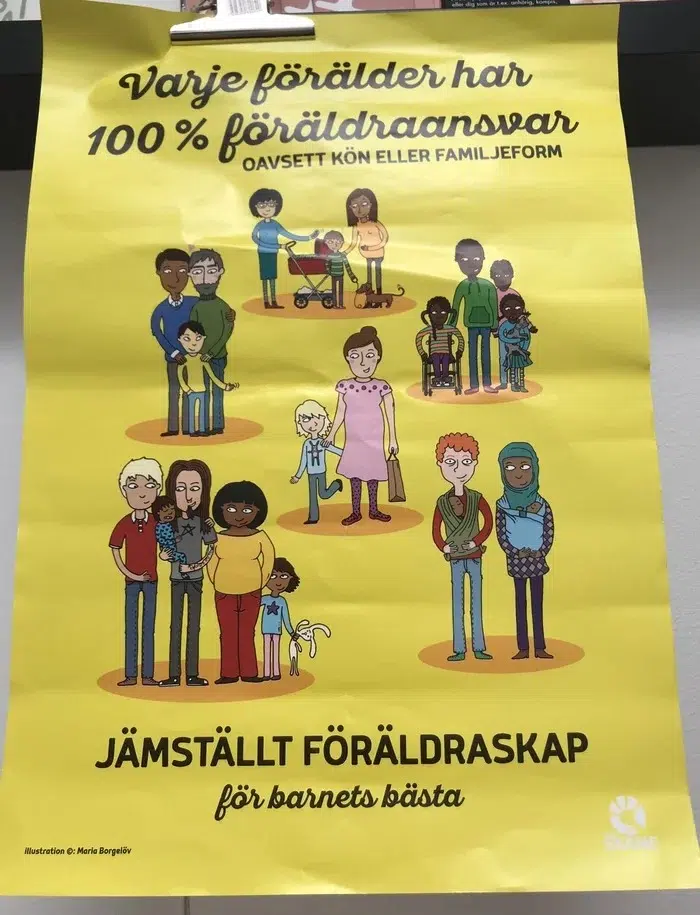 Varje förälder har
100 % föräldraansvar
OAVSETT KÖN ELLER FAMILJEFORM
JÄMSTÄLLT FÖRÄLDRASKAP
för barnets bästa
illustration ©: Maria Borgelöv